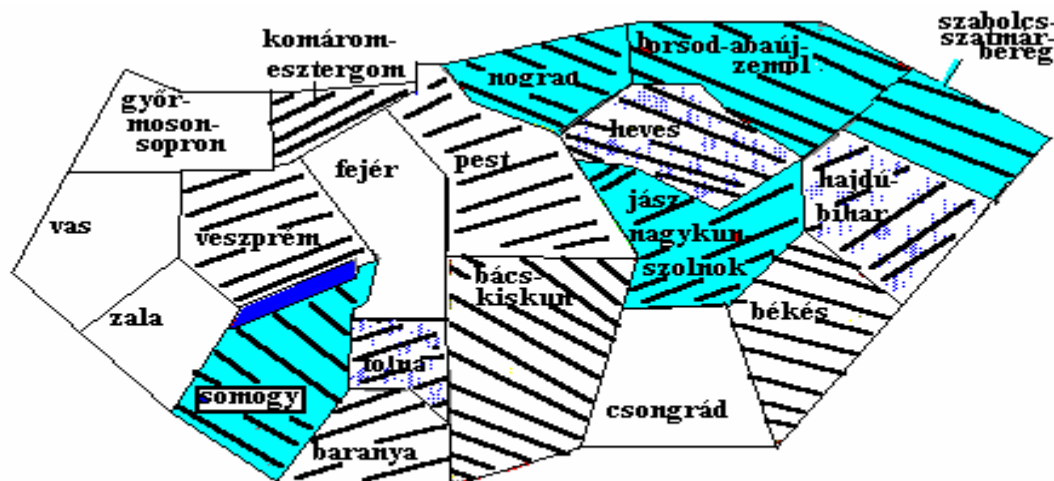 komárom-
esztergom
győr-
moson-
sopron
vas
zala
veszprém
fejér
somogy
tolna
baranya
pest
nograd
borsod-abaúj-
zempl
szabolcs-
szatmár-
bereg
heves
hajdú-
bihar
jász
nagykun
szolnok
bács-
kiskun
békés
csongrád